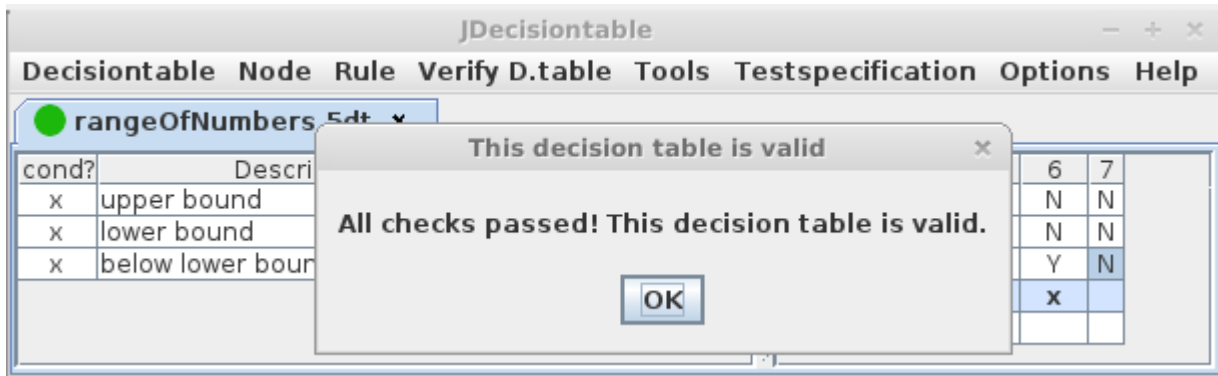 JDecisiontable
Decisiontable Node Rule Verify D.table Tools Testspecification Options Help
rangeOfNumbers.5dt x
This decision table is valid x
All checks passed! This decision table is valid.
OK
cond? Descri 6 7
x upper bound N N
x lower bound N N
x below lower boun Y N
x